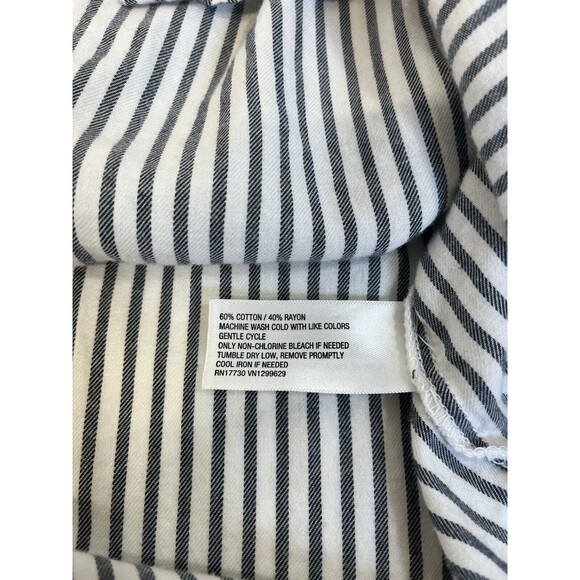 60% COTTON / 40% RAYON
MACHINE WASH COLD WITH LIKE COLORS
GENTLE CYCLE
ONLY NON-CHLORINE BLEACH IF NEEDED
TUMBLE DRY LOW, REMOVE PROMPTLY
COOL IRON IF NEEDED
RN17730 VN1299629